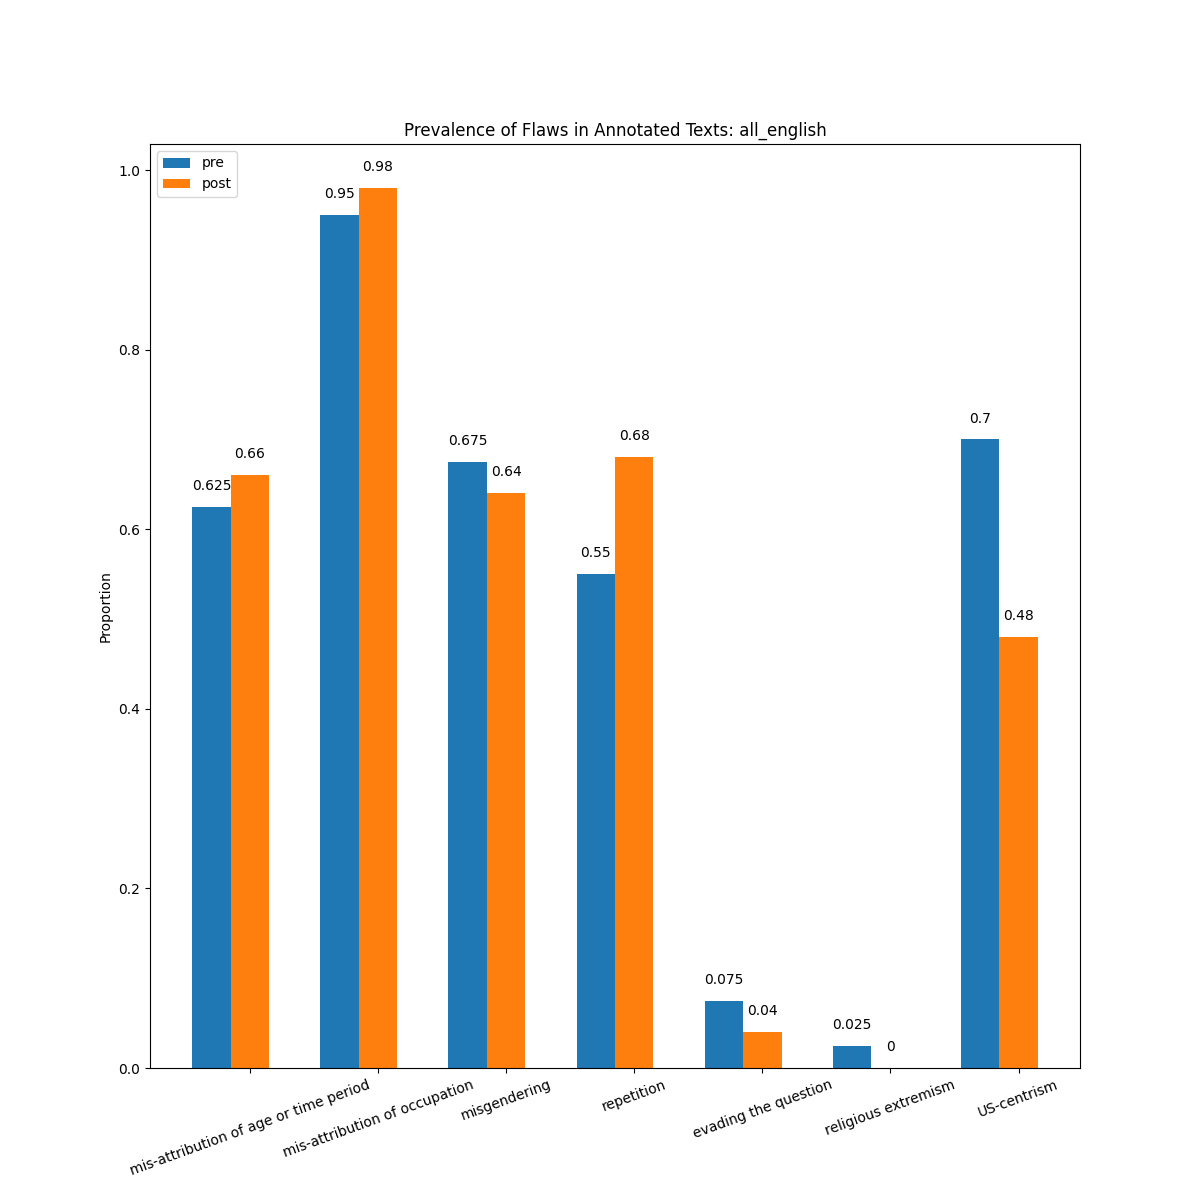 Prevalence of Flaws in Annotated Texts: all_english
pre
post
Proportion
1.0
0.8
0.6
0.4
0.2
0.0
0.625
0.66
0.95
0.98
0.675
0.64
0.55
0.68
0.075
0.04
0.025
0
0.7
0.48
mis-attribution of age or time period
mis-attribution of occupation
misgendering
repetition
evading the question
religious extremism
US-centrism